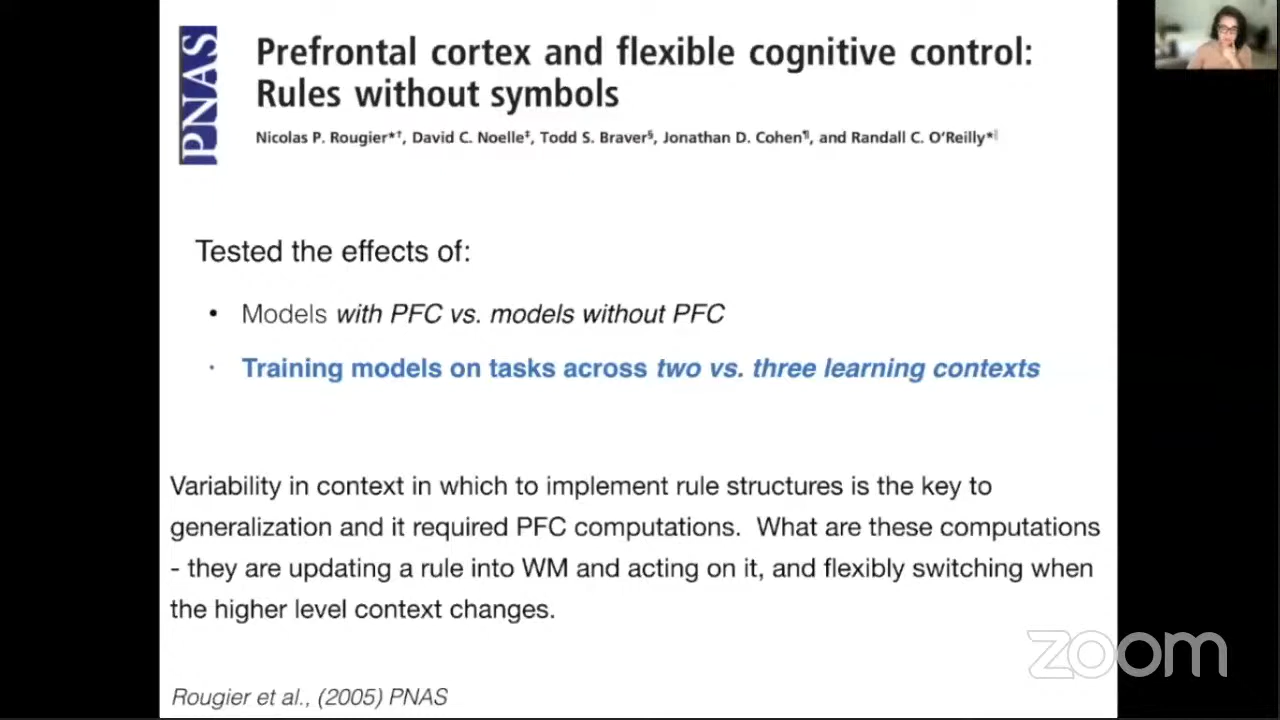 PNAS
Prefrontal cortex and flexible cognitive control:
Rules without symbols
Nicolas P. Rougier*†, David C. Noelle‡, Todd S. Braver§, Jonathan D. Cohen¶, and Randall C. O'Reilly*‖
Tested the effects of:
• Models with PFC vs. models without PFC
• Training models on tasks across two vs. three learning contexts
Variability in context in which to implement rule structures is the key to
generalization and it required PFC computations. What are these computations
- they are updating a rule into WM and acting on it, and flexibly switching when
the higher level context changes.
zoom
Rougier et al., (2005) PNAS